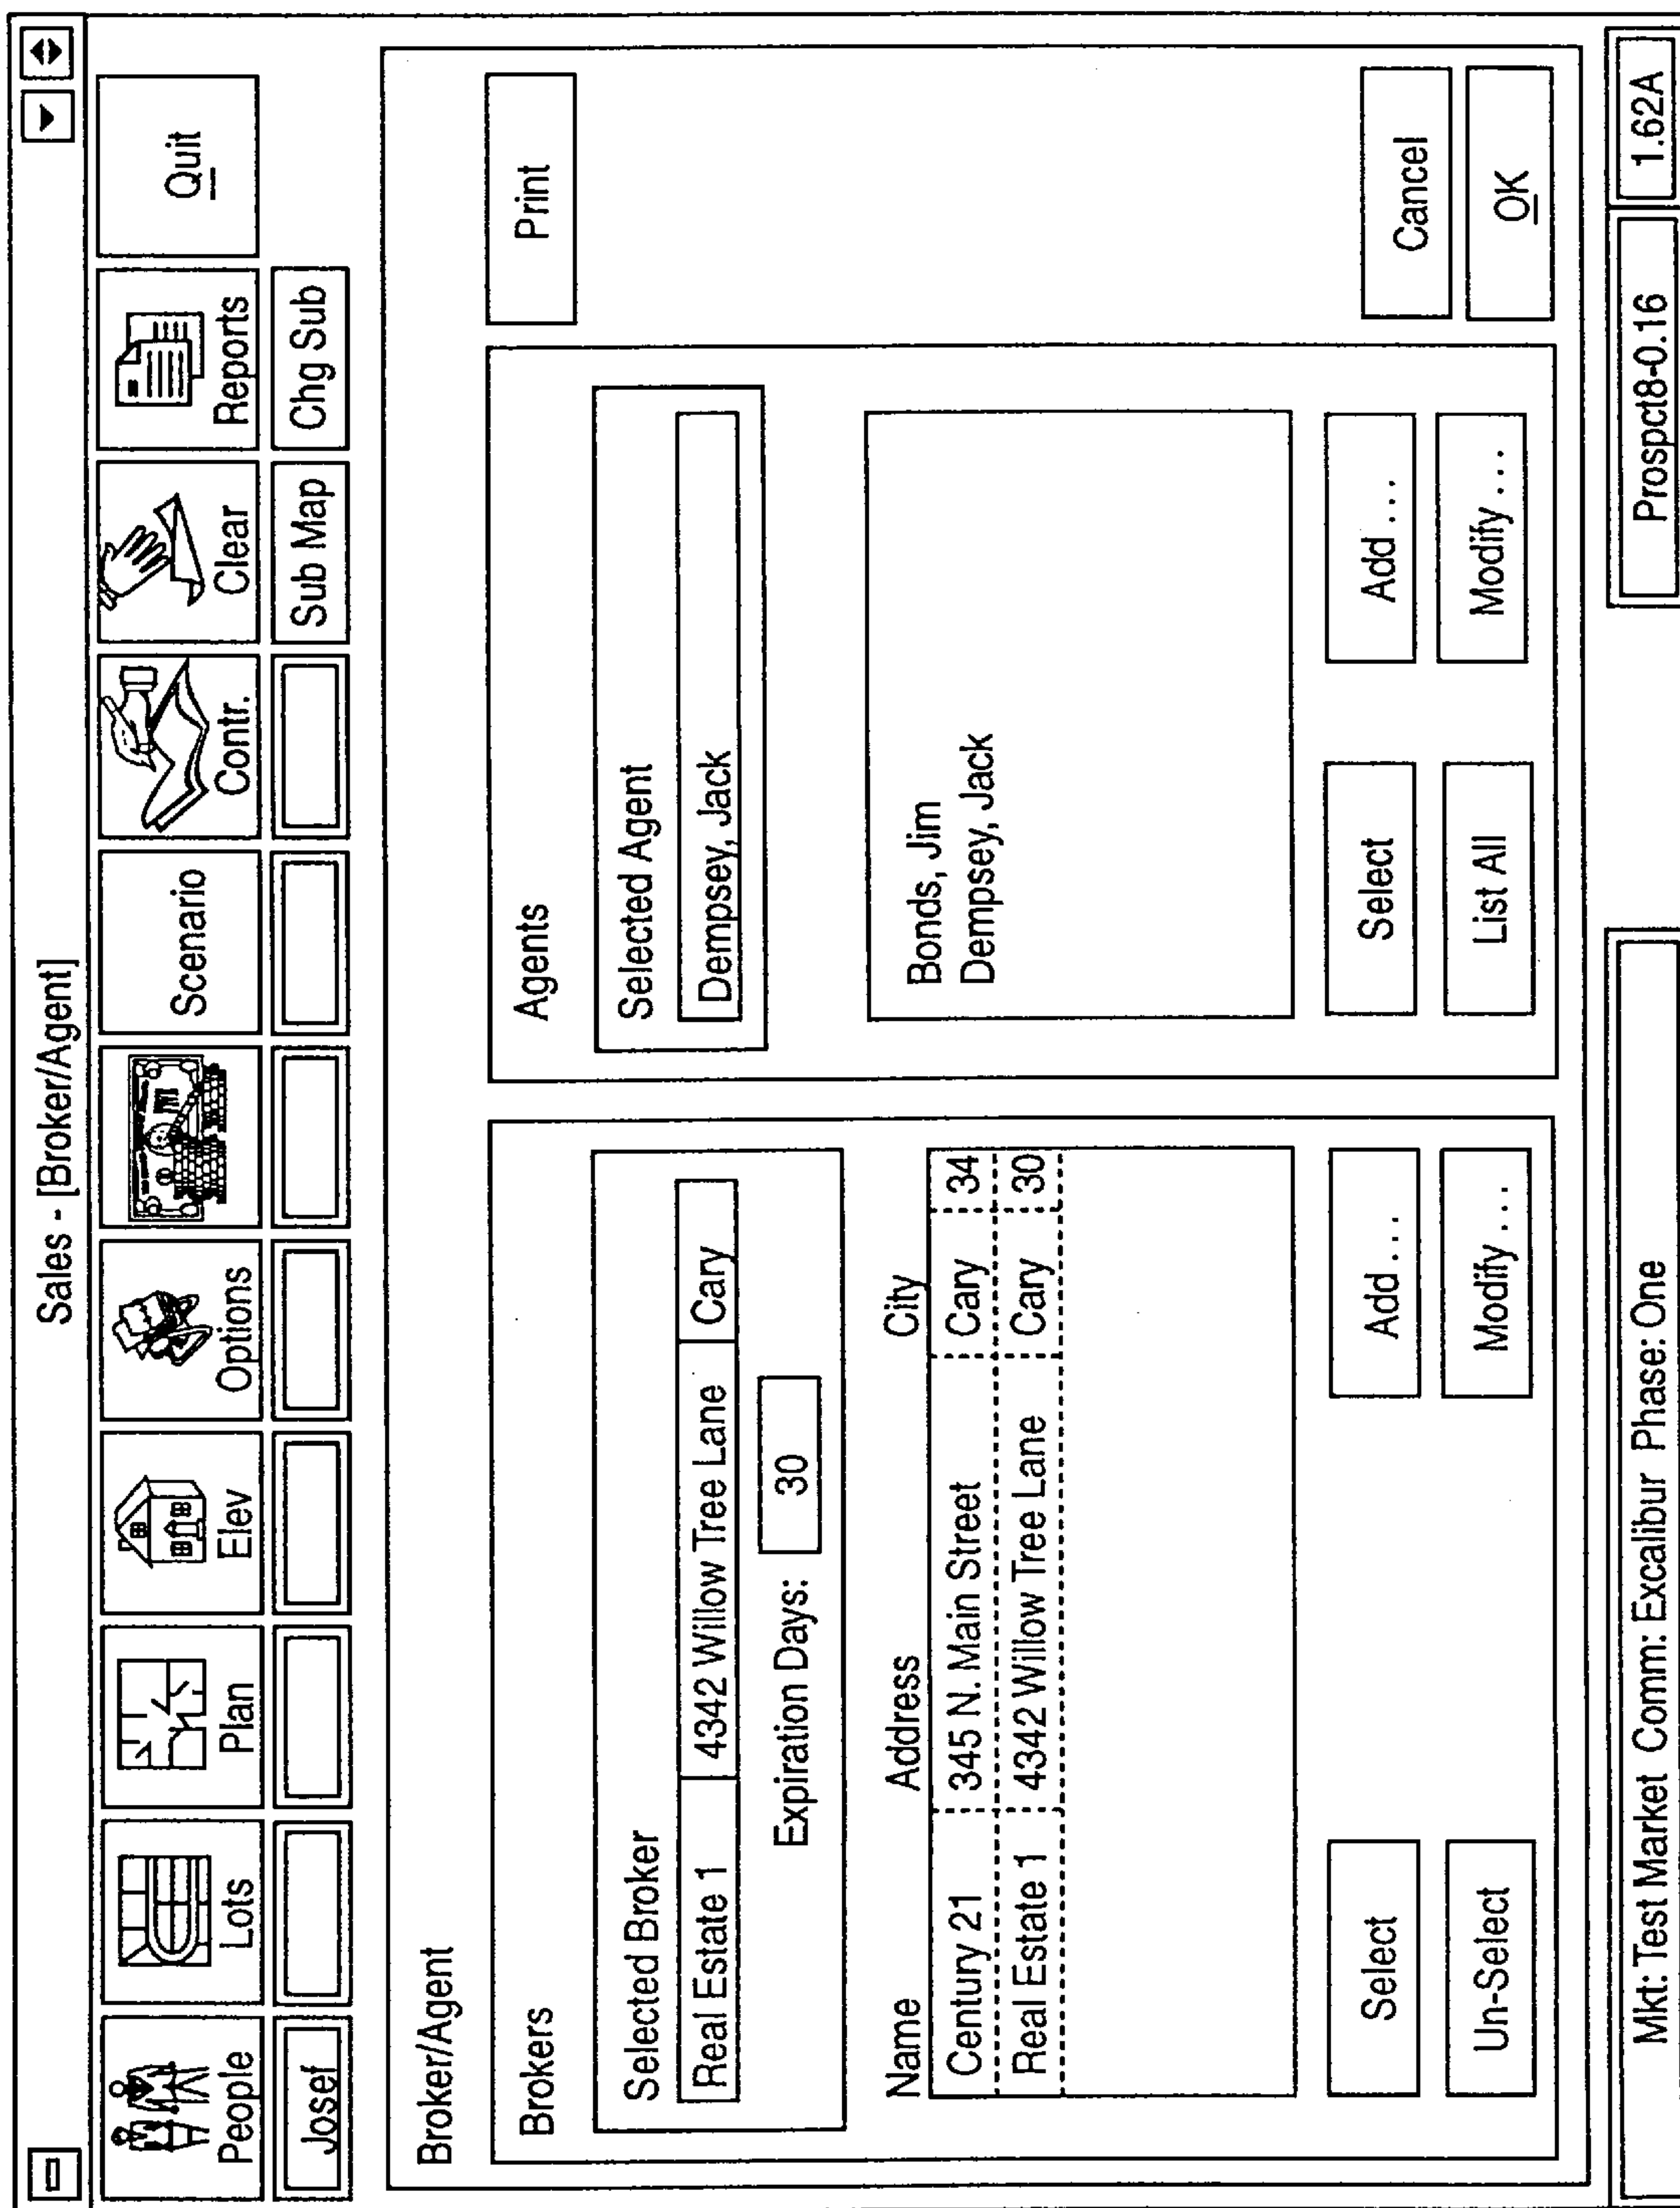 Sales - [Broker/Agent]
People
Lots
Plan
Elev
Options
Scenario
Contr.
Clear
Reports
Quit
Josef
Sub Map
Chg Sub
Broker/Agent
Brokers
Selected Broker
Real Estate 1 4342 Willow Tree Lane Cary
Expiration Days: 30
Name Address City
Century 21 345 N. Main Street Cary 34
Real Estate 1 4342 Willow Tree Lane Cary 30
Select
Add...
Un-Select
Modify...
Agents
Selected Agent
Dempsey, Jack
Bonds, Jim
Dempsey, Jack
Select
Add...
List All
Modify...
Print
Cancel
OK
Mkt: Test Market Comm: Excalibur Phase: One
Prospct8-0.16
1.62A